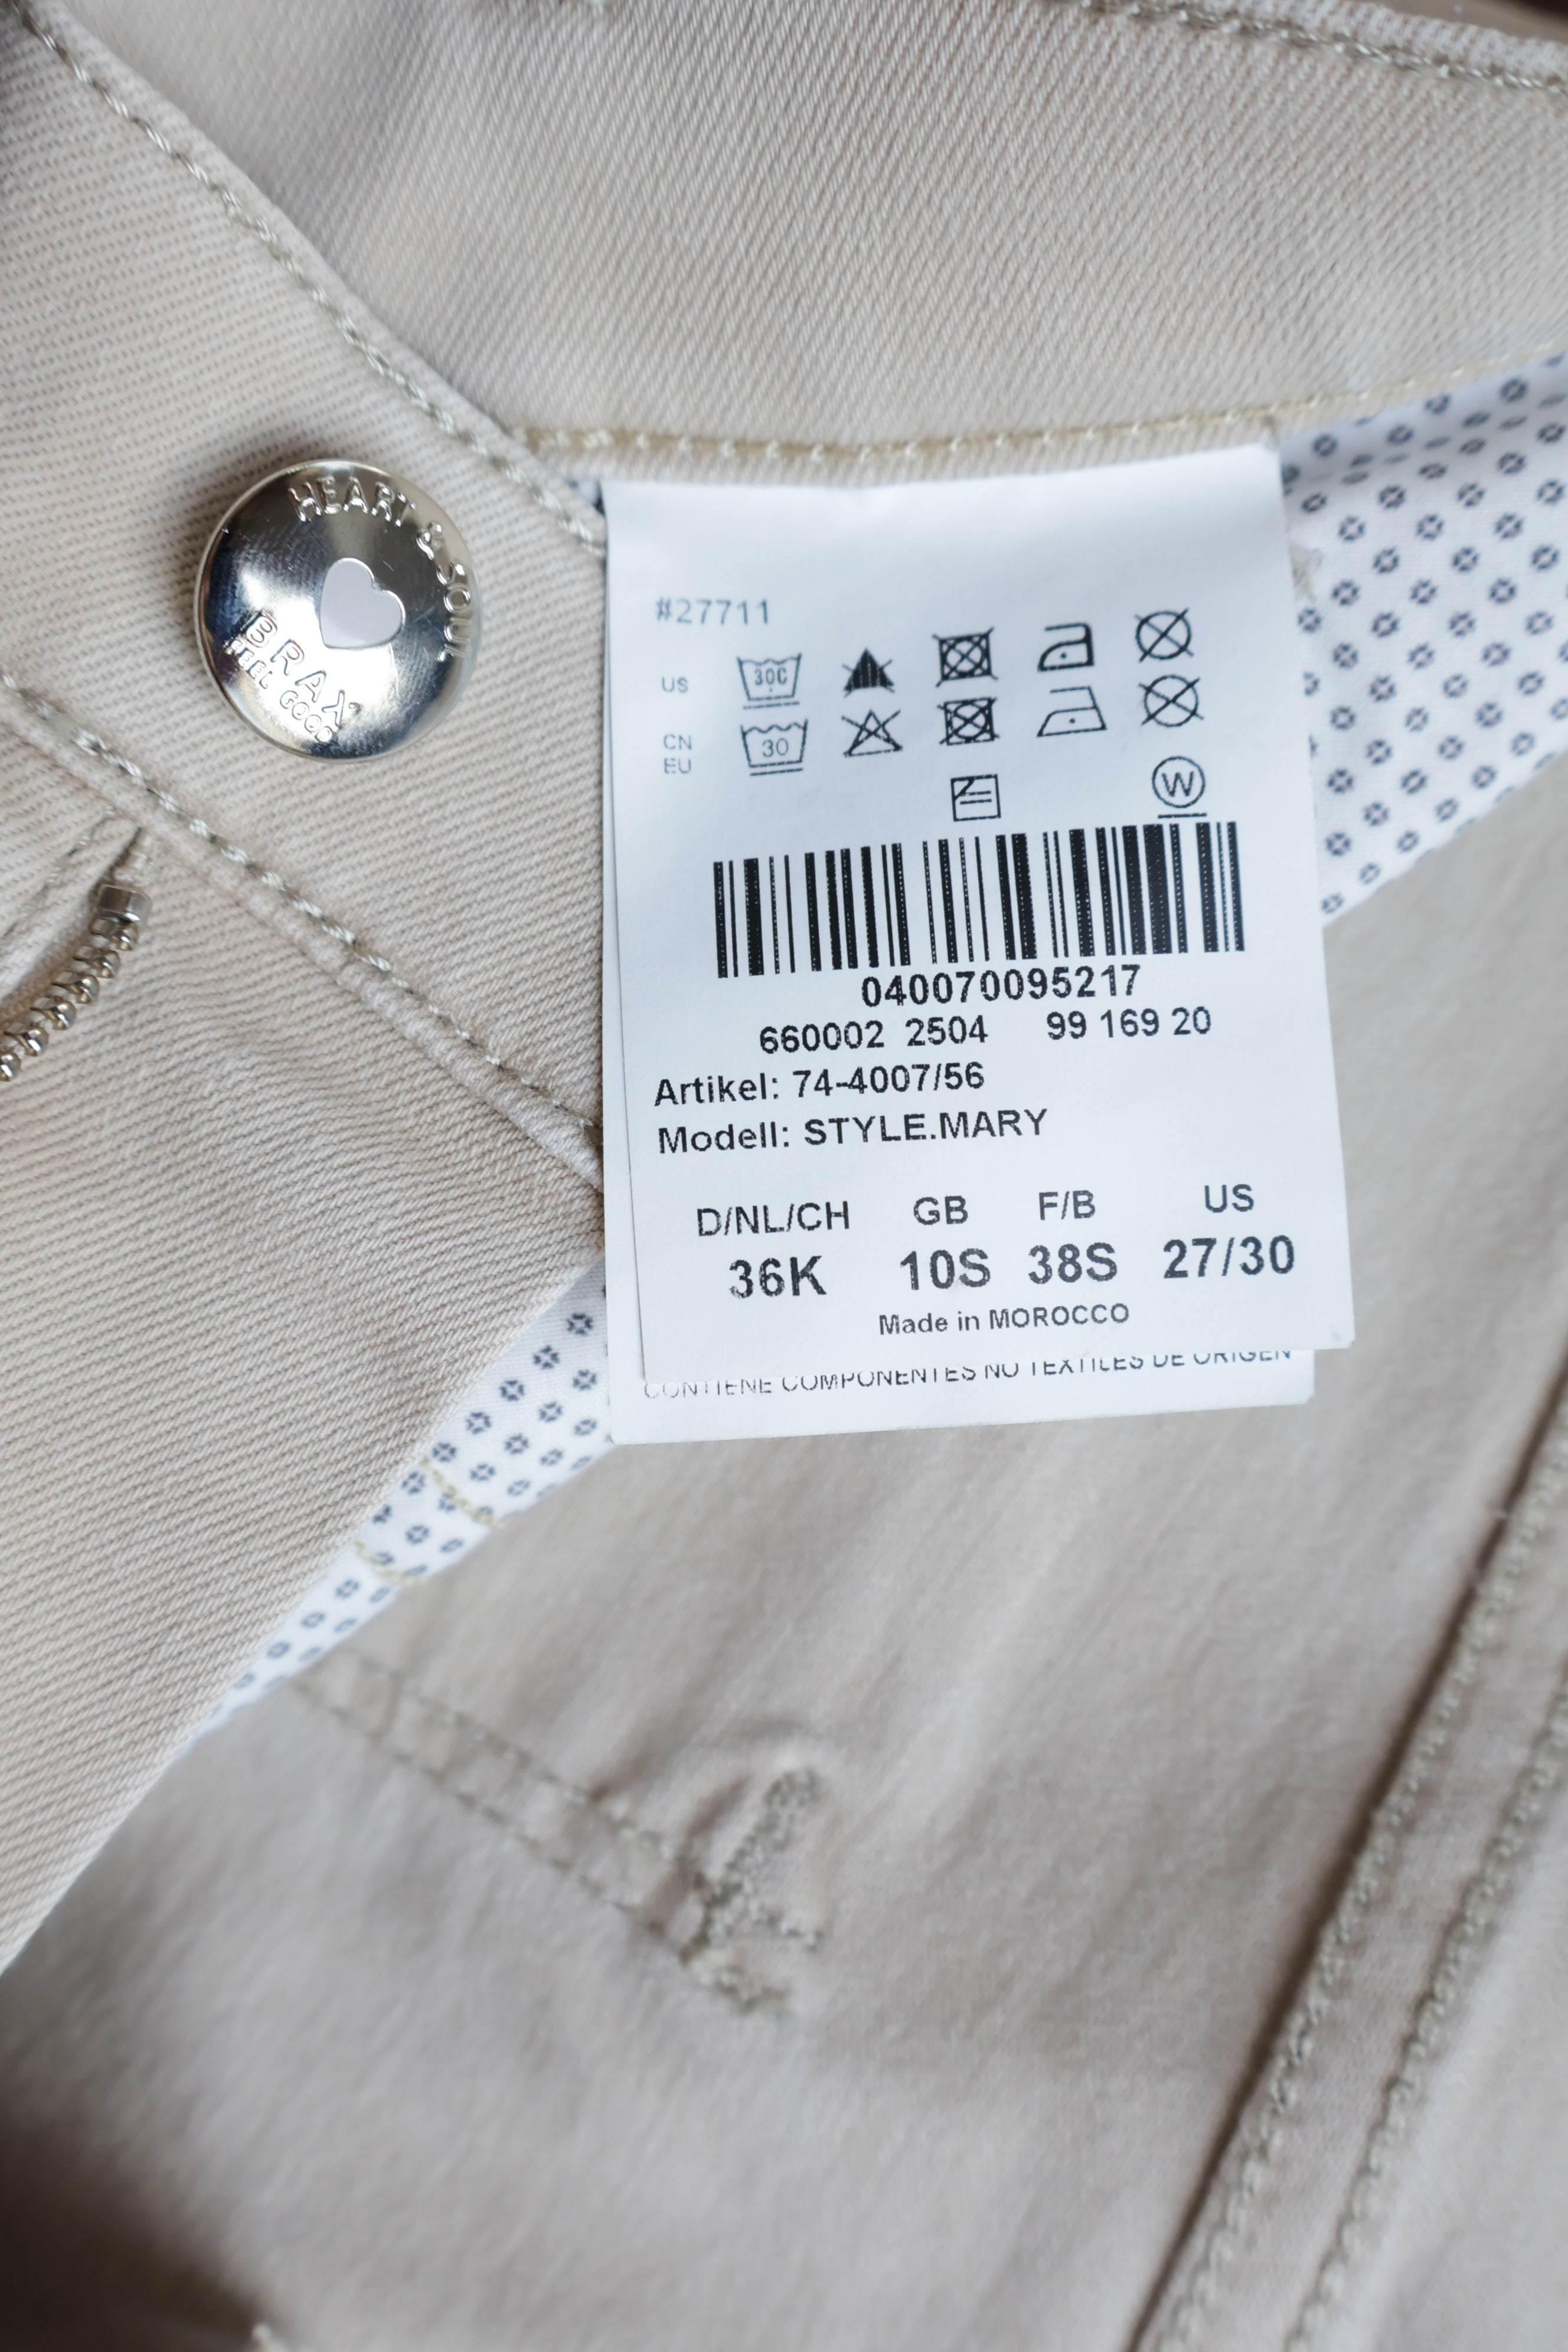 HEART & SOUL
BRAX
FEEL GOOD
#27711
US
30C
CN
EU
30
W
040070095217
660002 2504 99 169 20
Artikel: 74-4007/56
Modell: STYLE.MARY
D/NL/CH GB F/B US
36K 10S 38S 27/30
Made in MOROCCO
CONTIENE COMPONENTES NO TEXTILES DE ORIGEN